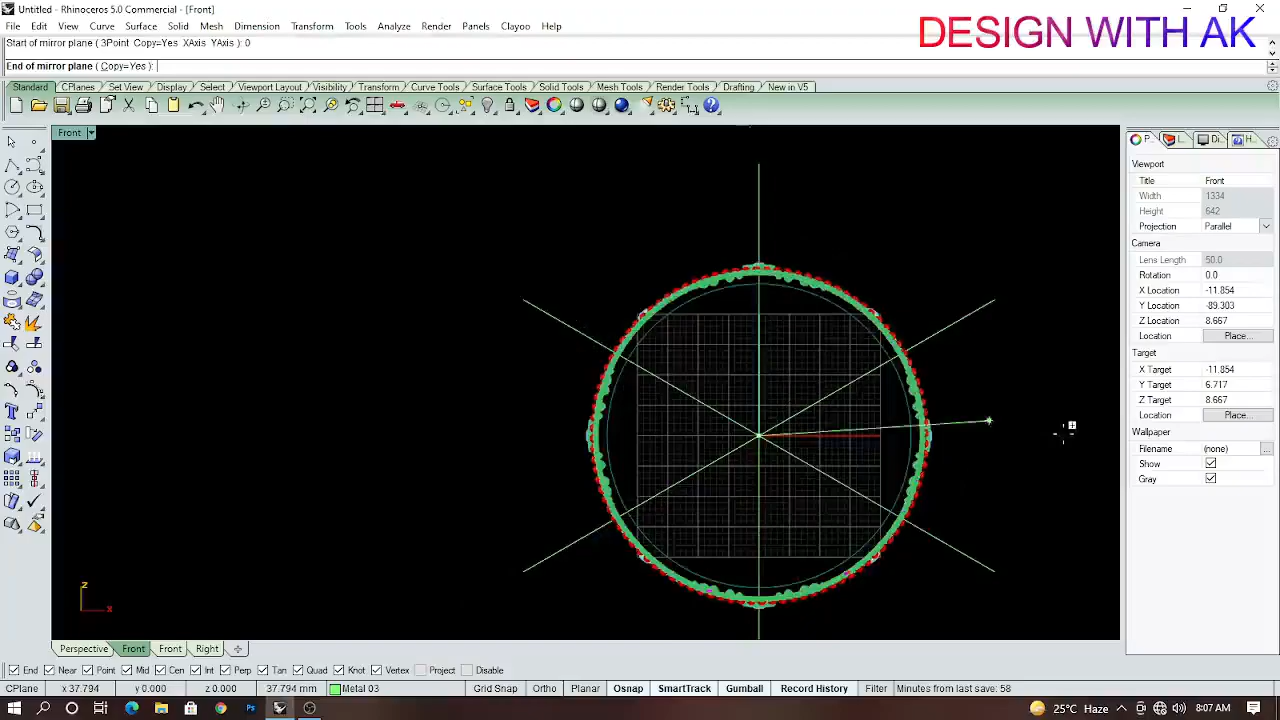 Untitled - Rhinoceros 5.0 Commercial - [Front]
DESIGN WITH AK
File Edit View Curve Surface Solid Mesh Dimension Transform Tools Analyze Render Panels Clayoo Help
Start of mirror plane ( 3Point Copy=Yes XAxis YAxis ): 0
End of mirror plane ( Copy=Yes ):
Standard CPlanes Set View Display Select Viewport Layout Visibility Transform Curve Tools Surface Tools Solid Tools Mesh Tools Render Tools Drafting New in V5
Front
P... L... Di... H...
Viewport
Title Front
Width 1334
Height 642
Projection Parallel
Camera
Lens Length 50.0
Rotation 0.0
X Location -11.854
Y Location -89.303
Z Location 8.667
Location Place...
Target
X Target -11.854
Y Target 6.717
Z Target 8.667
Location Place...
Wallpaper
Filename (none) ...
Show
Gray
z
x
Perspective Front Front Right
End Near Point Mid Cen Int Perp Tan Quad Knot Vertex Project Disable
CPlane x 37.794 y 0.000 z 0.000 37.794 mm Metal 03 Grid Snap Ortho Planar Osnap SmartTrack Gumball Record History Filter Minutes from last save: 58
25°C Haze 8:07 AM